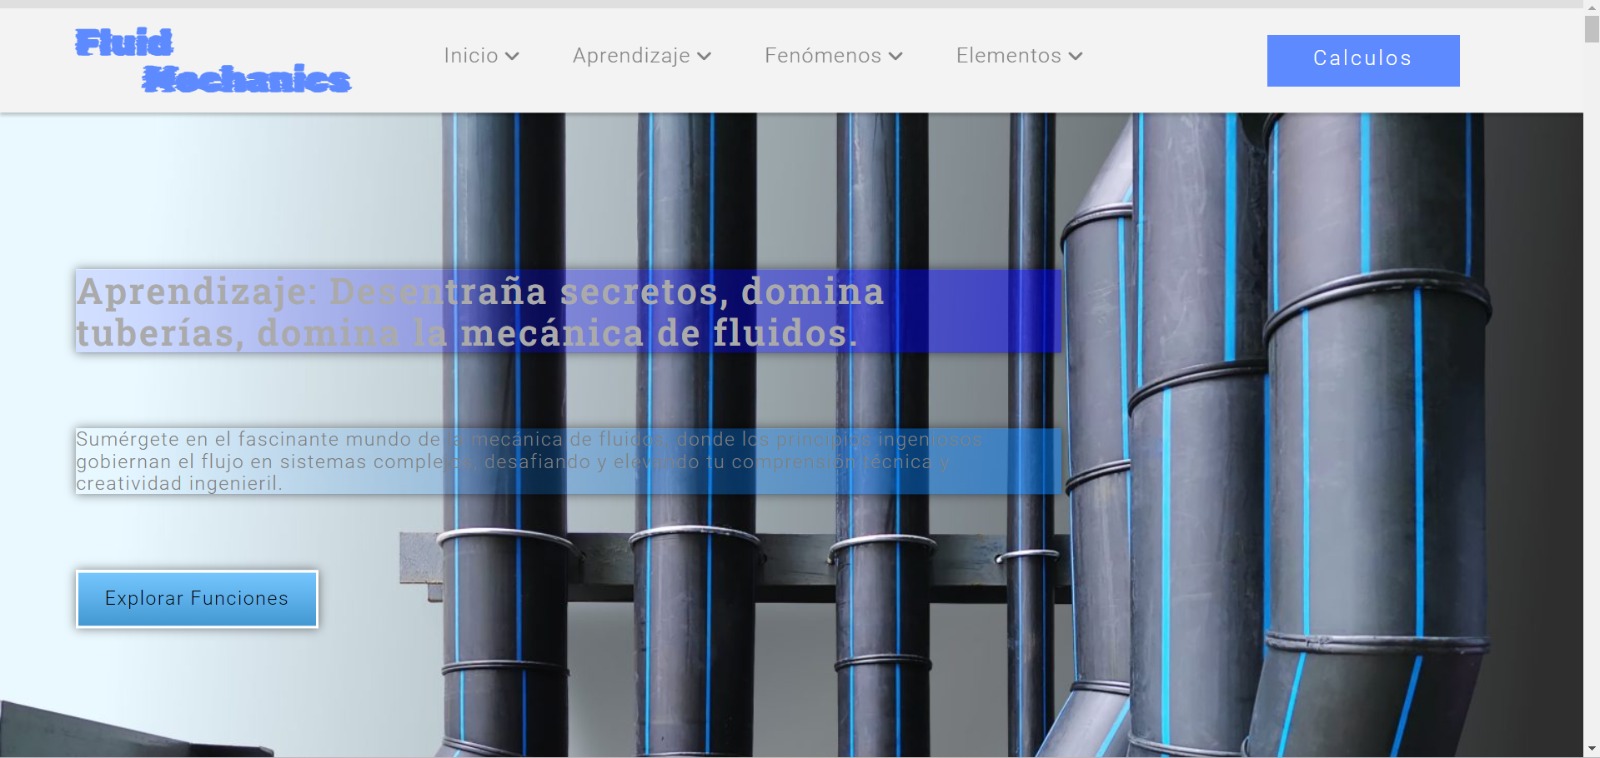 Fluid
Mechanics
Inicio
Aprendizaje
Fenómenos
Elementos
Calculos
Aprendizaje: Desentraña secretos, domina
tuberías, domina la mecánica de fluidos.
Sumérgete en el fascinante mundo de la mecánica de fluidos, donde los principios ingeniosos
gobiernan el flujo en sistemas complejos, desafiando y elevando tu comprensión técnica y
creatividad ingenieril.
Explorar Funciones